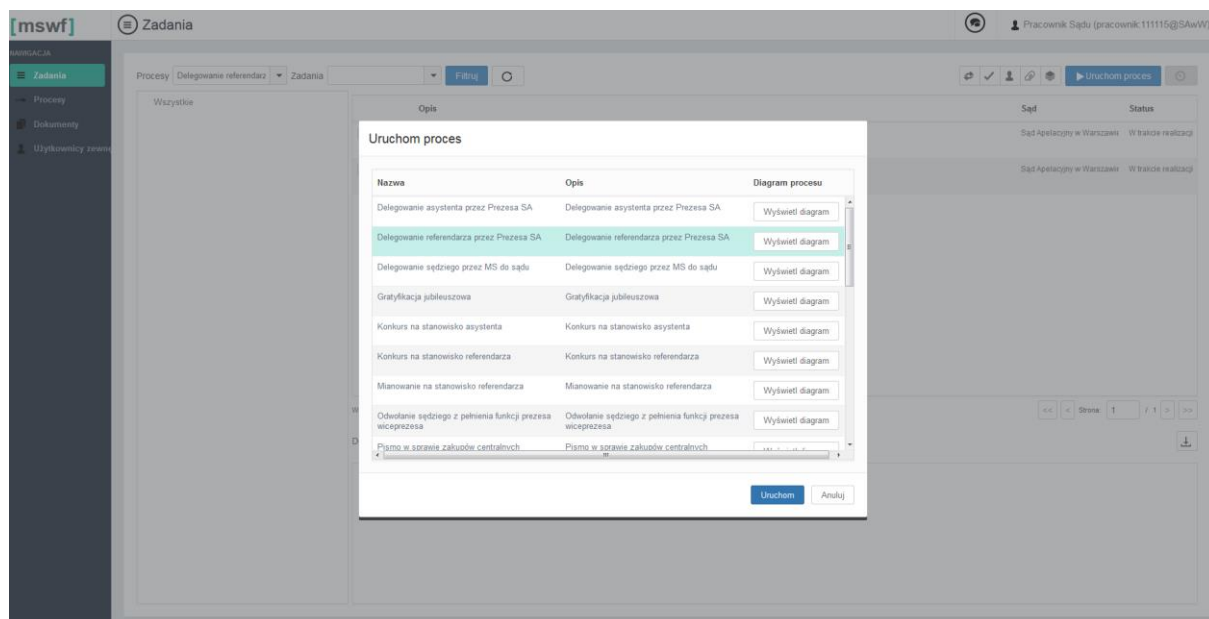 [mswf]
Zadania
Pracownik Sądu (pracownik.111115@SAwW)
NAWIGACJA
Zadania
Procesy
Dokumenty
Użytkownicy zewn
Procesy Delegowanie referendarz Zadania Filtruj Uruchom proces
Wszystkie
Opis Sąd Status
Sąd Apelacyjny w Warszawie W trakcie realizacji
Sąd Apelacyjny w Warszawie W trakcie realizacji
Uruchom proces
Nazwa Opis Diagram procesu
Delegowanie asystenta przez Prezesa SA Delegowanie asystenta przez Prezesa SA Wyświetl diagram
Delegowanie referendarza przez Prezesa SA Delegowanie referendarza przez Prezesa SA Wyświetl diagram
Delegowanie sędziego przez MS do sądu Delegowanie sędziego przez MS do sądu Wyświetl diagram
Gratyfikacja jubileuszowa Gratyfikacja jubileuszowa Wyświetl diagram
Konkurs na stanowisko asystenta Konkurs na stanowisko asystenta Wyświetl diagram
Konkurs na stanowisko referendarza Konkurs na stanowisko referendarza Wyświetl diagram
Mianowanie na stanowisko referendarza Mianowanie na stanowisko referendarza Wyświetl diagram
Odwołanie sędziego z pełnienia funkcji prezesa Odwołanie sędziego z pełnienia funkcji prezesa Wyświetl diagram
wiceprezesa wiceprezesa
Pismo w sprawie zakupów centralnych Pismo w sprawie zakupów centralnych
<< < Strona 1 / 1 > >>
Uruchom Anuluj